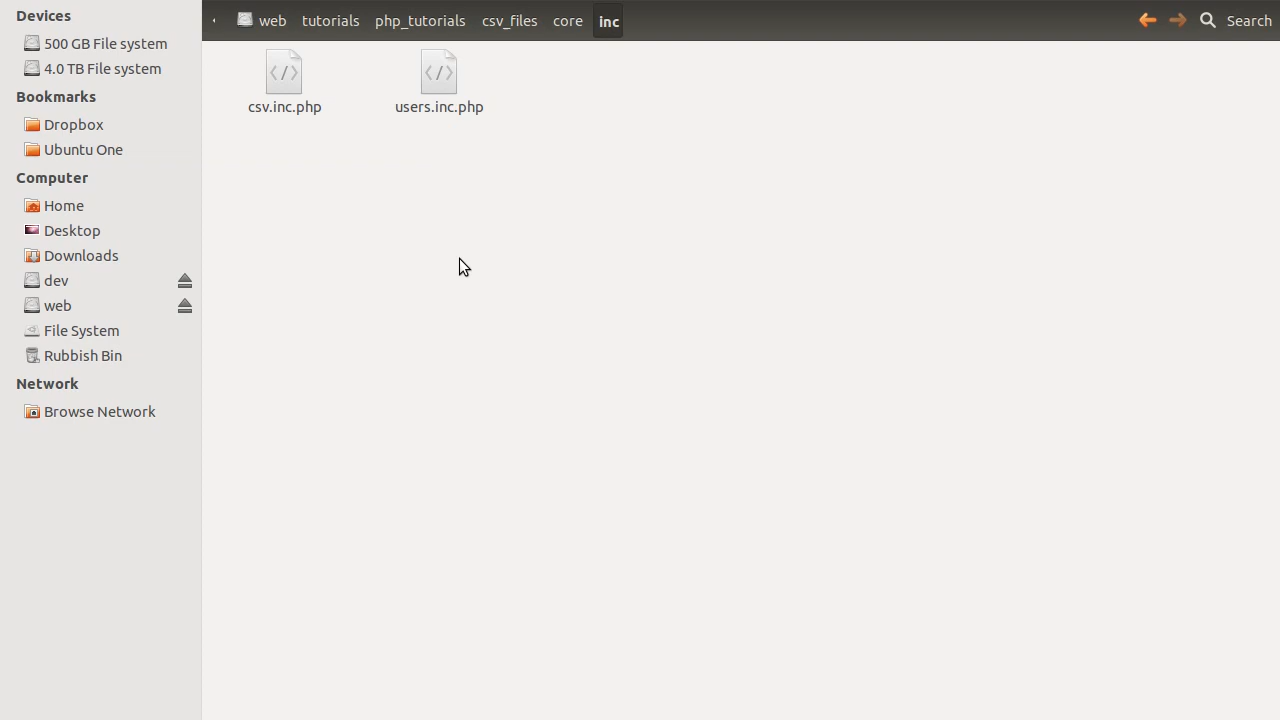 Devices
500 GB File system
4.0 TB File system
Bookmarks
Dropbox
Ubuntu One
Computer
Home
Desktop
Downloads
dev
web
File System
Rubbish Bin
Network
Browse Network
web tutorials php_tutorials csv_files core inc Search
csv.inc.php users.inc.php